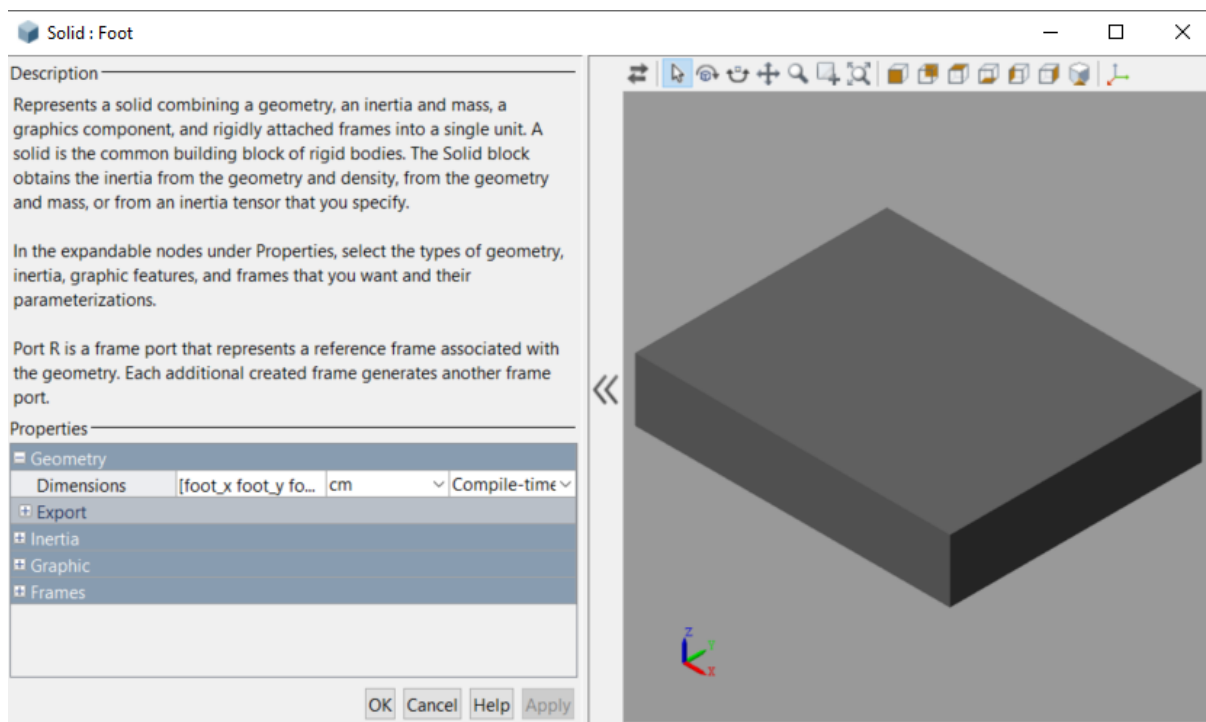 Solid : Foot
Description
Represents a solid combining a geometry, an inertia and mass, a
graphics component, and rigidly attached frames into a single unit. A
solid is the common building block of rigid bodies. The Solid block
obtains the inertia from the geometry and density, from the geometry
and mass, or from an inertia tensor that you specify.
In the expandable nodes under Properties, select the types of geometry,
inertia, graphic features, and frames that you want and their
parameterizations.
Port R is a frame port that represents a reference frame associated with
the geometry. Each additional created frame generates another frame
port.
Properties
Geometry
Dimensions [foot_x foot_y fo... cm Compile-time
Export
Inertia
Graphic
Frames
OK Cancel Help Apply
Z
Y
X